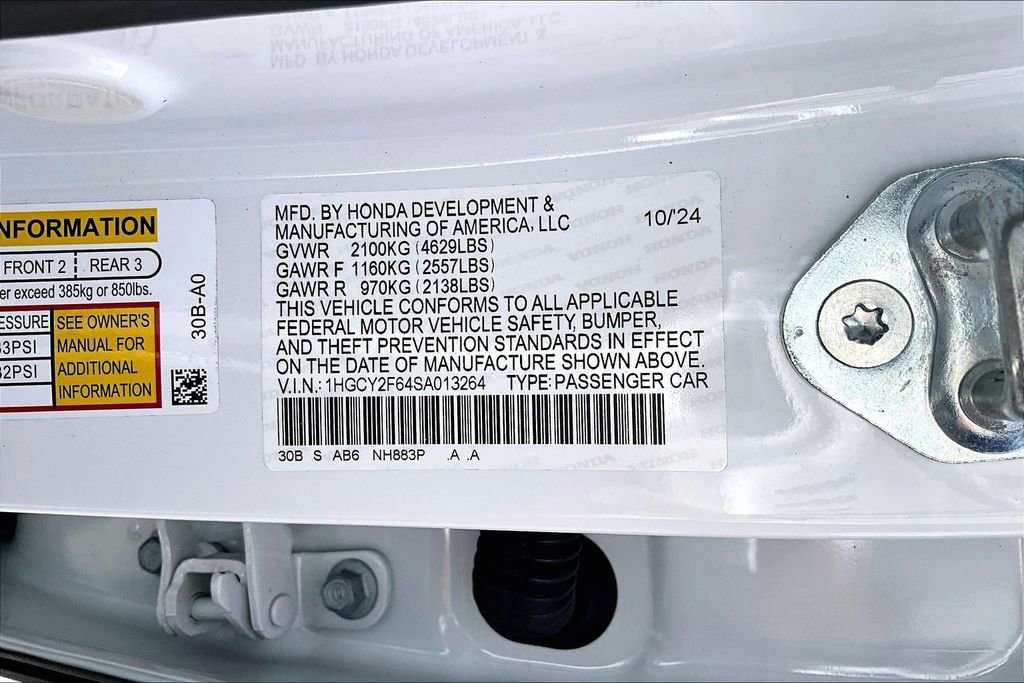 NFORMATION
FRONT 2 REAR 3
er exceed 385kg or 850lbs.
ESSURE
3PSI
2PSI
SEE OWNER'S
MANUAL FOR
ADDITIONAL
INFORMATION
30B-A0
MFD. BY HONDA DEVELOPMENT &
MANUFACTURING OF AMERICA, LLC
10/'24
GVWR 2100KG (4629LBS)
GAWR F 1160KG (2557LBS)
GAWR R 970KG (2138LBS)
THIS VEHICLE CONFORMS TO ALL APPLICABLE
FEDERAL MOTOR VEHICLE SAFETY, BUMPER,
AND THEFT PREVENTION STANDARDS IN EFFECT
ON THE DATE OF MANUFACTURE SHOWN ABOVE.
V.I.N.: 1HGCY2F64SA013264 TYPE: PASSENGER CAR
30B S AB6 NH883P .A .A